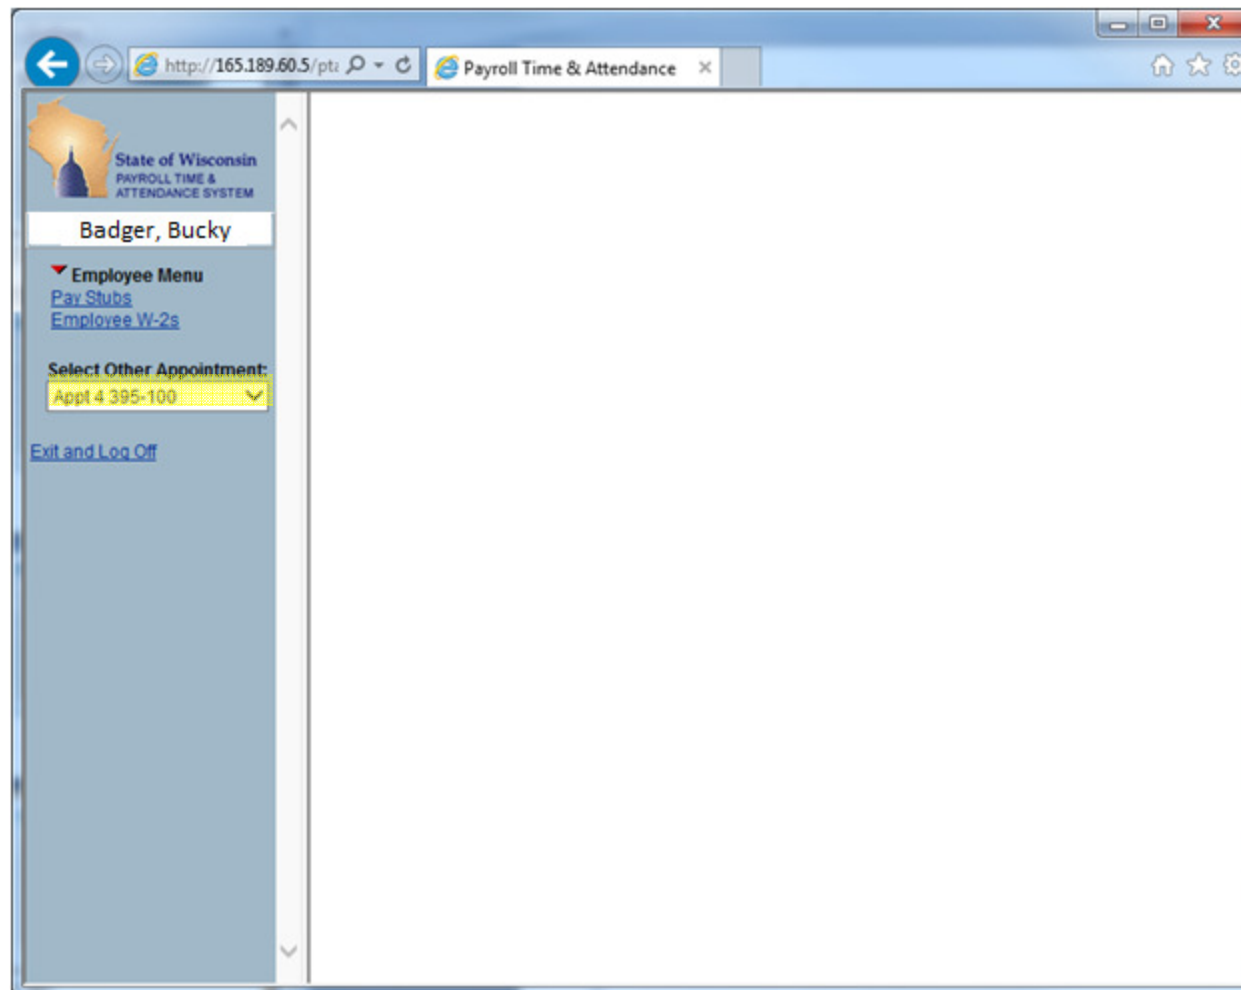 http://165.189.60.5/pta
Payroll Time & Attendance
State of Wisconsin
PAYROLL TIME &
ATTENDANCE SYSTEM
Badger, Bucky
Employee Menu
Pay Stubs
Employee W-2s
Select Other Appointment:
Appt 4 395-100
Exit and Log Off